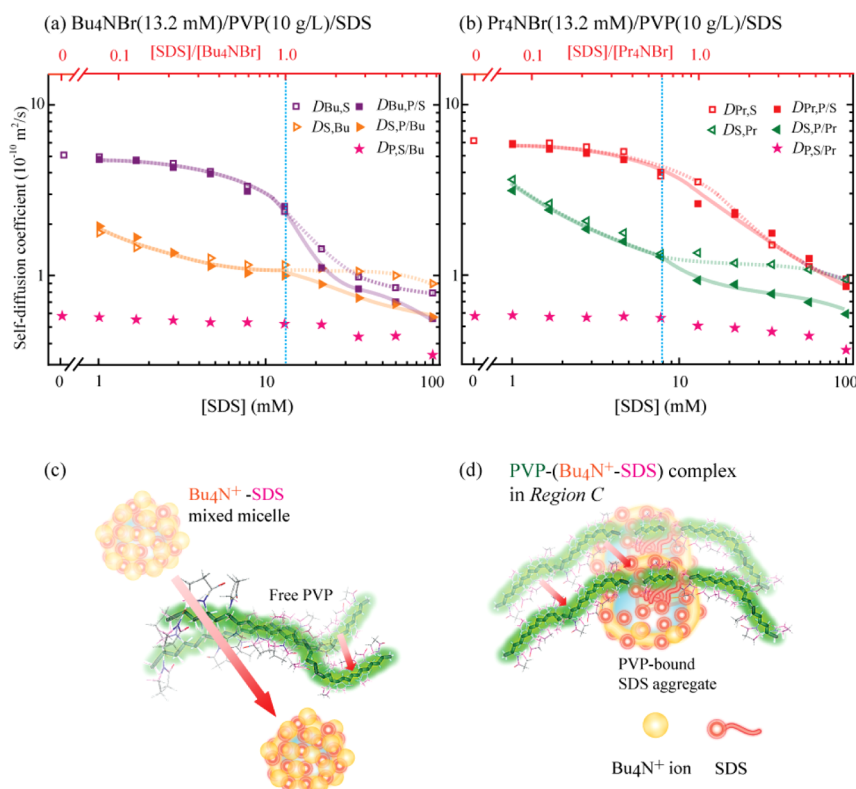 (a) Bu4NBr(13.2 mM)/PVP(10 g/L)/SDS
[SDS]/[Bu4NBr]
0 0.1 1.0
DBu,S DBu,P/S
DS,Bu DS,P/Bu
DP,S/Bu
Self-diffusion coefficient (10⁻¹⁰ m²/s)
10
1
0 1 10 100
[SDS] (mM)
(b) Pr4NBr(13.2 mM)/PVP(10 g/L)/SDS
[SDS]/[Pr4NBr]
0 0.1 1.0
DPr,S DPr,P/S
DS,Pr DS,P/Pr
DP,S/Pr
0 1 10 100
[SDS] (mM)
(c)
Bu4N⁺-SDS
mixed micelle
Free PVP
(d) PVP-(Bu4N⁺-SDS) complex
in Region C
PVP-bound
SDS aggregate
Bu4N⁺ ion SDS